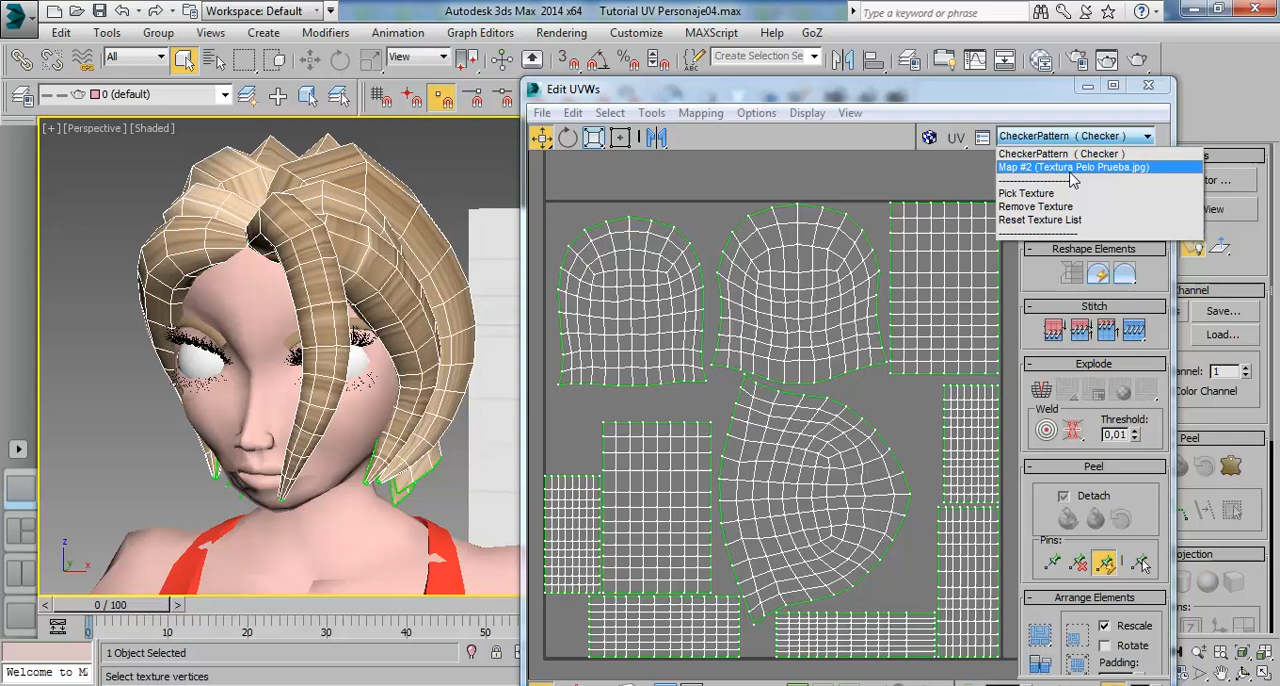 Workspace: Default
Autodesk 3ds Max 2014 x64
Tutorial UV Personaje04.max
Type a keyword or phrase
Edit Tools Group Views Create Modifiers Animation Graph Editors Rendering Customize MAXScript Help GoZ
All
View
Create Selection Se
0 (default)
Edit UVWs
File Edit Select Tools Mapping Options Display View
UV
CheckerPattern ( Checker )
CheckerPattern ( Checker )
Map #2 (Textura Pelo Prueba.jpg)
Pick Texture
Remove Texture
Reset Texture List
[+] [Perspective ] [Shaded ]
Reshape Elements
Stitch
Explode
Weld
Threshold:
0,01
Peel
Detach
Pins:
Arrange Elements
Rescale
Rotate
Padding:
View
Channel
Save...
Load...
1
Color
Peel
z
y
x
0 / 100
0 10 20 30 40 50
1 Object Selected
Welcome to M
Select texture vertices